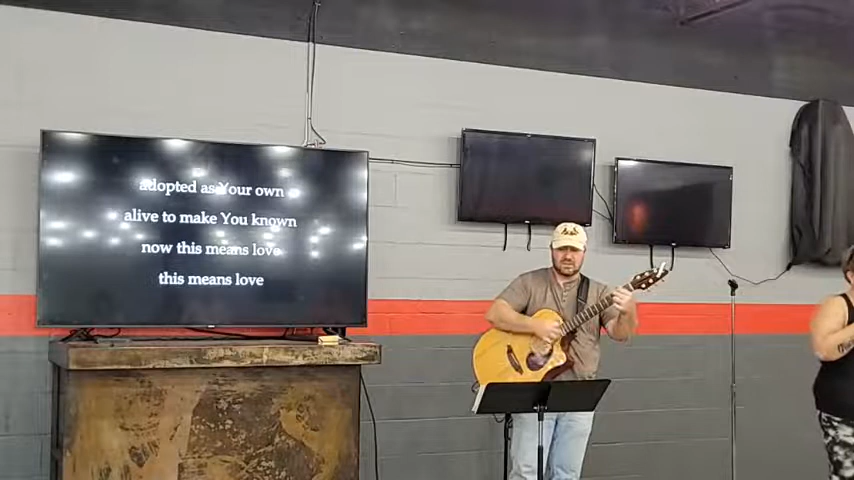 adopted as Your own
alive to make You known
now this means love
this means love